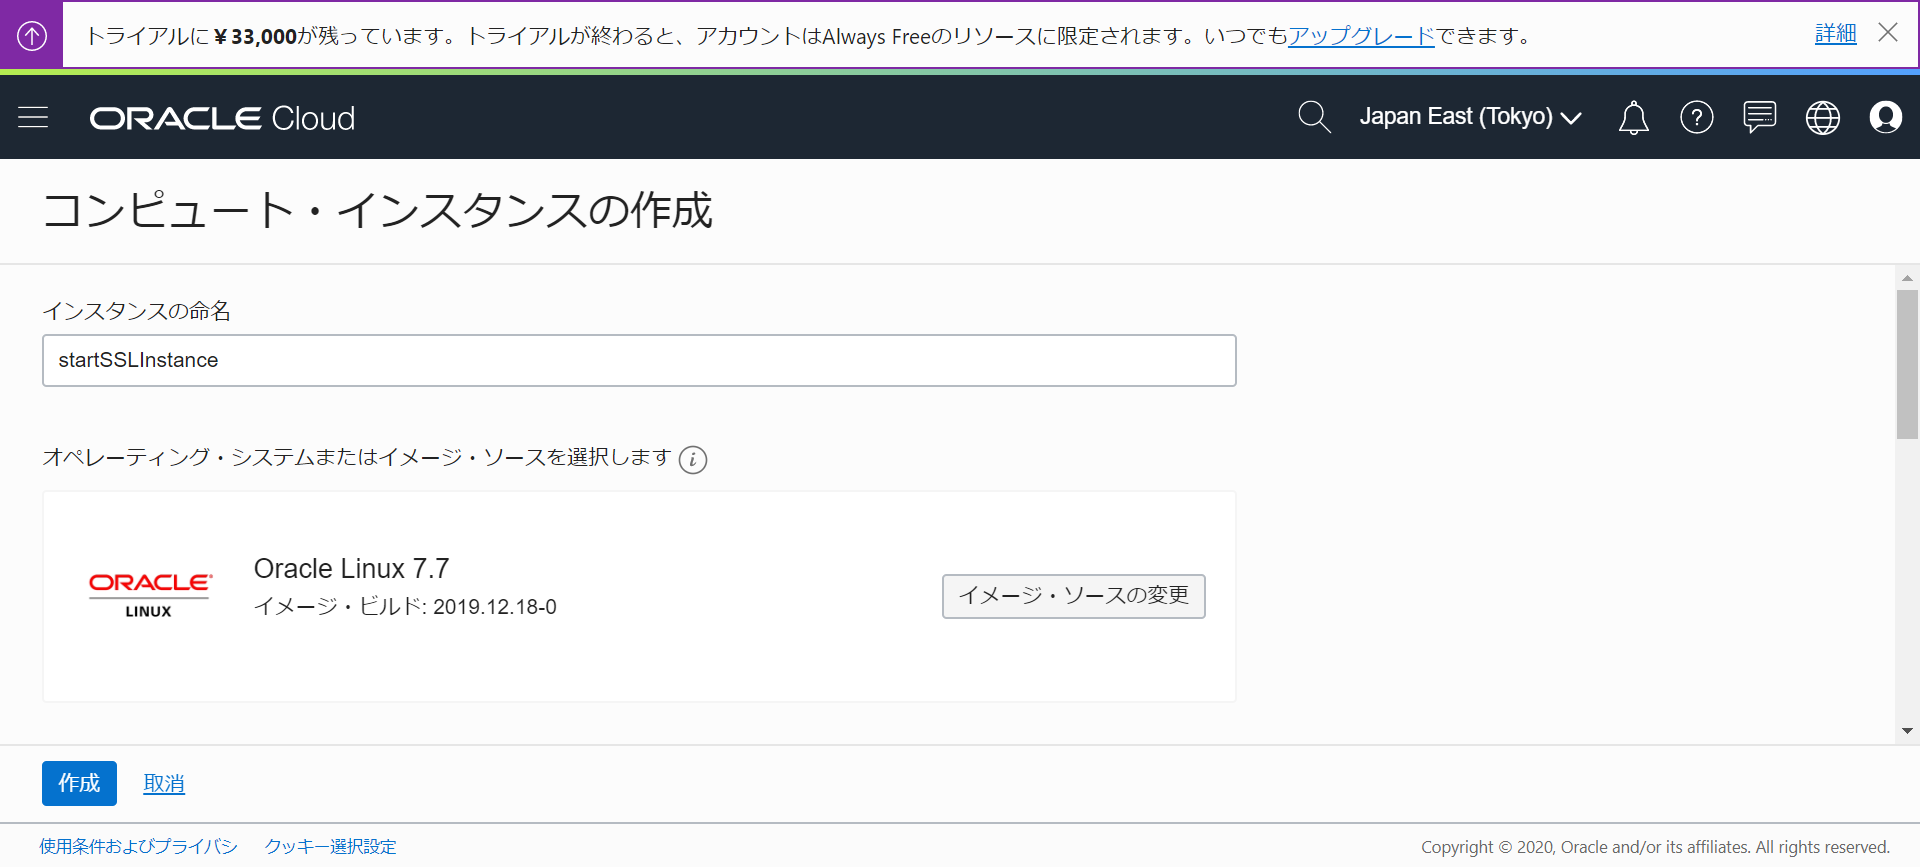 トライアルに¥33,000が残っています。トライアルが終わると、アカウントはAlways Freeのリソースに限定されます。いつでもアップグレードできます。
詳細
ORACLE Cloud
Japan East (Tokyo)
コンピュート・インスタンスの作成
インスタンスの命名
startSSLInstance
オペレーティング・システムまたはイメージ・ソースを選択します
ORACLE
LINUX
Oracle Linux 7.7
イメージ・ビルド: 2019.12.18-0
イメージ・ソースの変更
作成
取消
使用条件およびプライバシ
クッキー選択設定
Copyright © 2020, Oracle and/or its affiliates. All rights reserved.